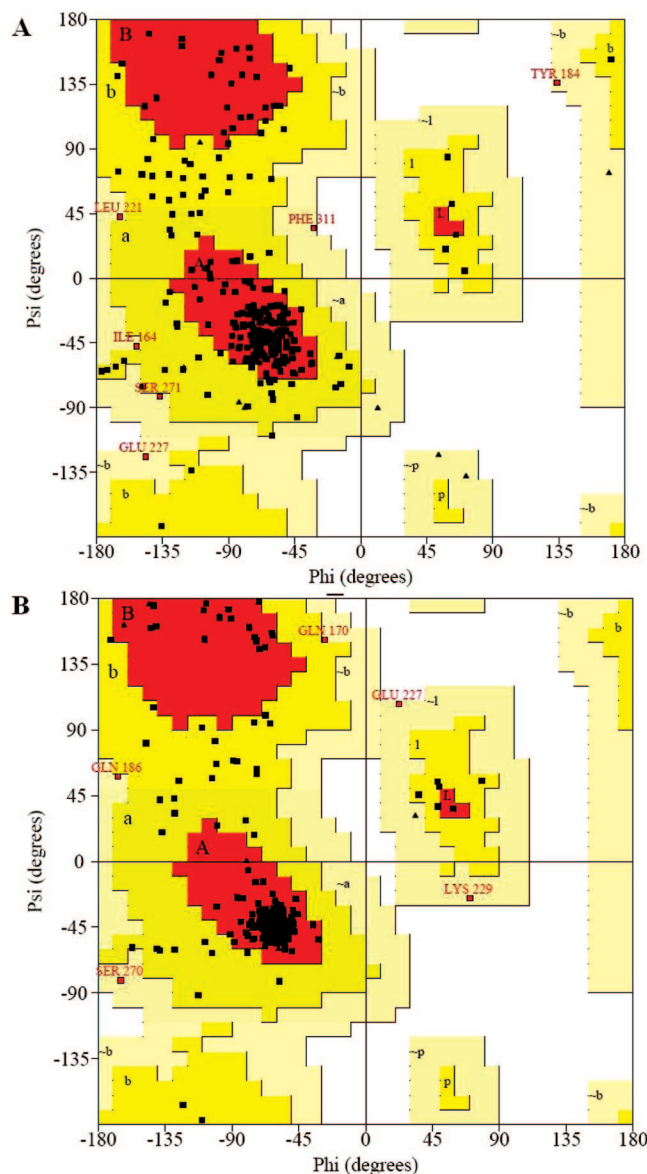 A
180
135
90
45
0
-45
-90
-135
Psi (degrees)
B
~b
b
TYR 184
b
~b
~l
l
LEU 221
PHE 311
L
a
A
~a
ILE 164
SER 271
GLU 227
~b
~p
b
p
~b
-180 -135 -90 -45 0 45 90 135 180
Phi (degrees)
B
180
135
90
45
0
-45
-90
-135
Psi (degrees)
B
GLN 170
~b
b
b
~b
GLU 227
~l
l
GLN 186
L
a
A
~a
LYS 229
SER 270
~b
~p
b
p
~b
-180 -135 -90 -45 0 45 90 135 180
Phi (degrees)